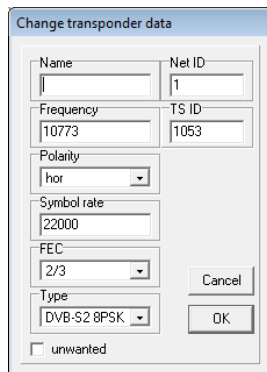 Change transponder data
Name
Net ID
1
Frequency
TS ID
10773
1053
Polarity
hor
Symbol rate
22000
FEC
2/3
Cancel
Type
DVB-S2 8PSK
OK
unwanted